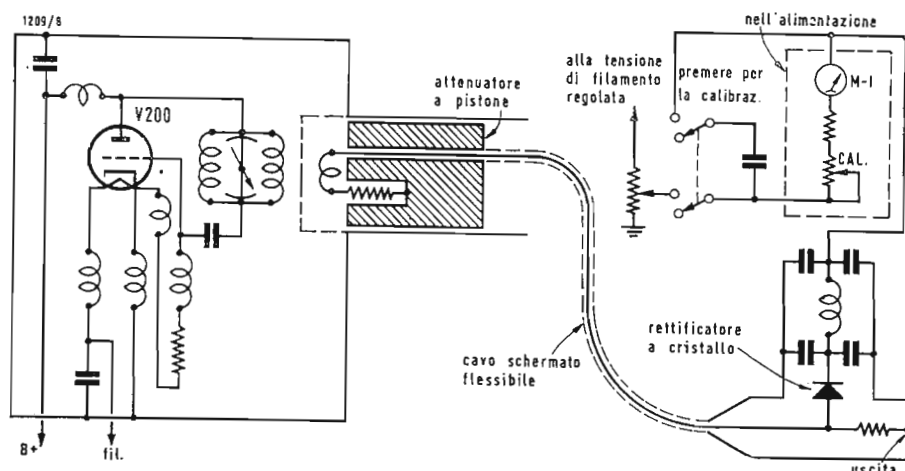 1209/B
V200
attenuatore
a pistone
alla tensione
di filamento
regolata
premere per
la calibraz.
nell'alimentazione
M-1
CAL.
rettificatore
a cristallo
cavo schermato
flessibile
B+
fil.
uscita